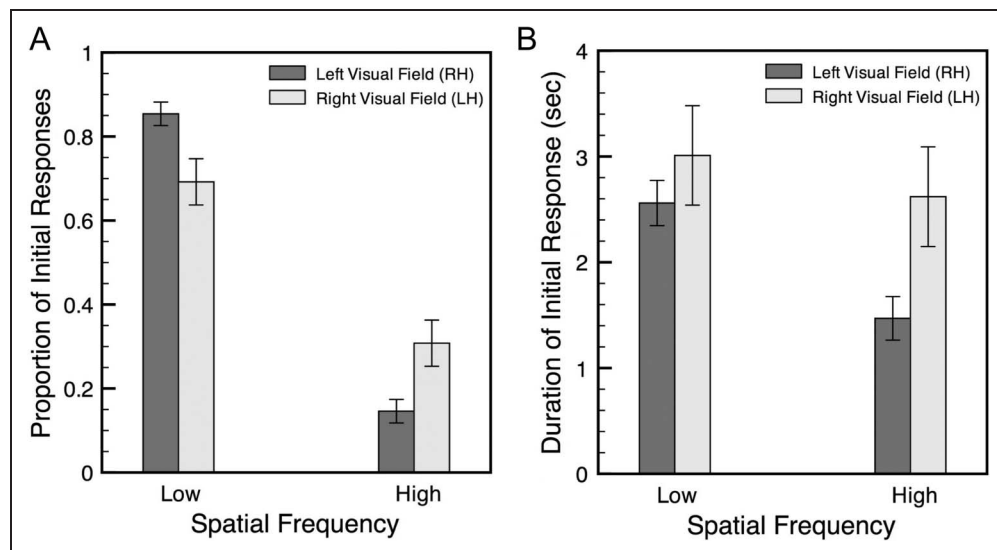 A
Proportion of Initial Responses
1
0.8
0.6
0.4
0.2
0
Left Visual Field (RH)
Right Visual Field (LH)
Low
High
Spatial Frequency
B
Duration of Initial Response (sec)
4
3
2
1
0
Left Visual Field (RH)
Right Visual Field (LH)
Low
High
Spatial Frequency